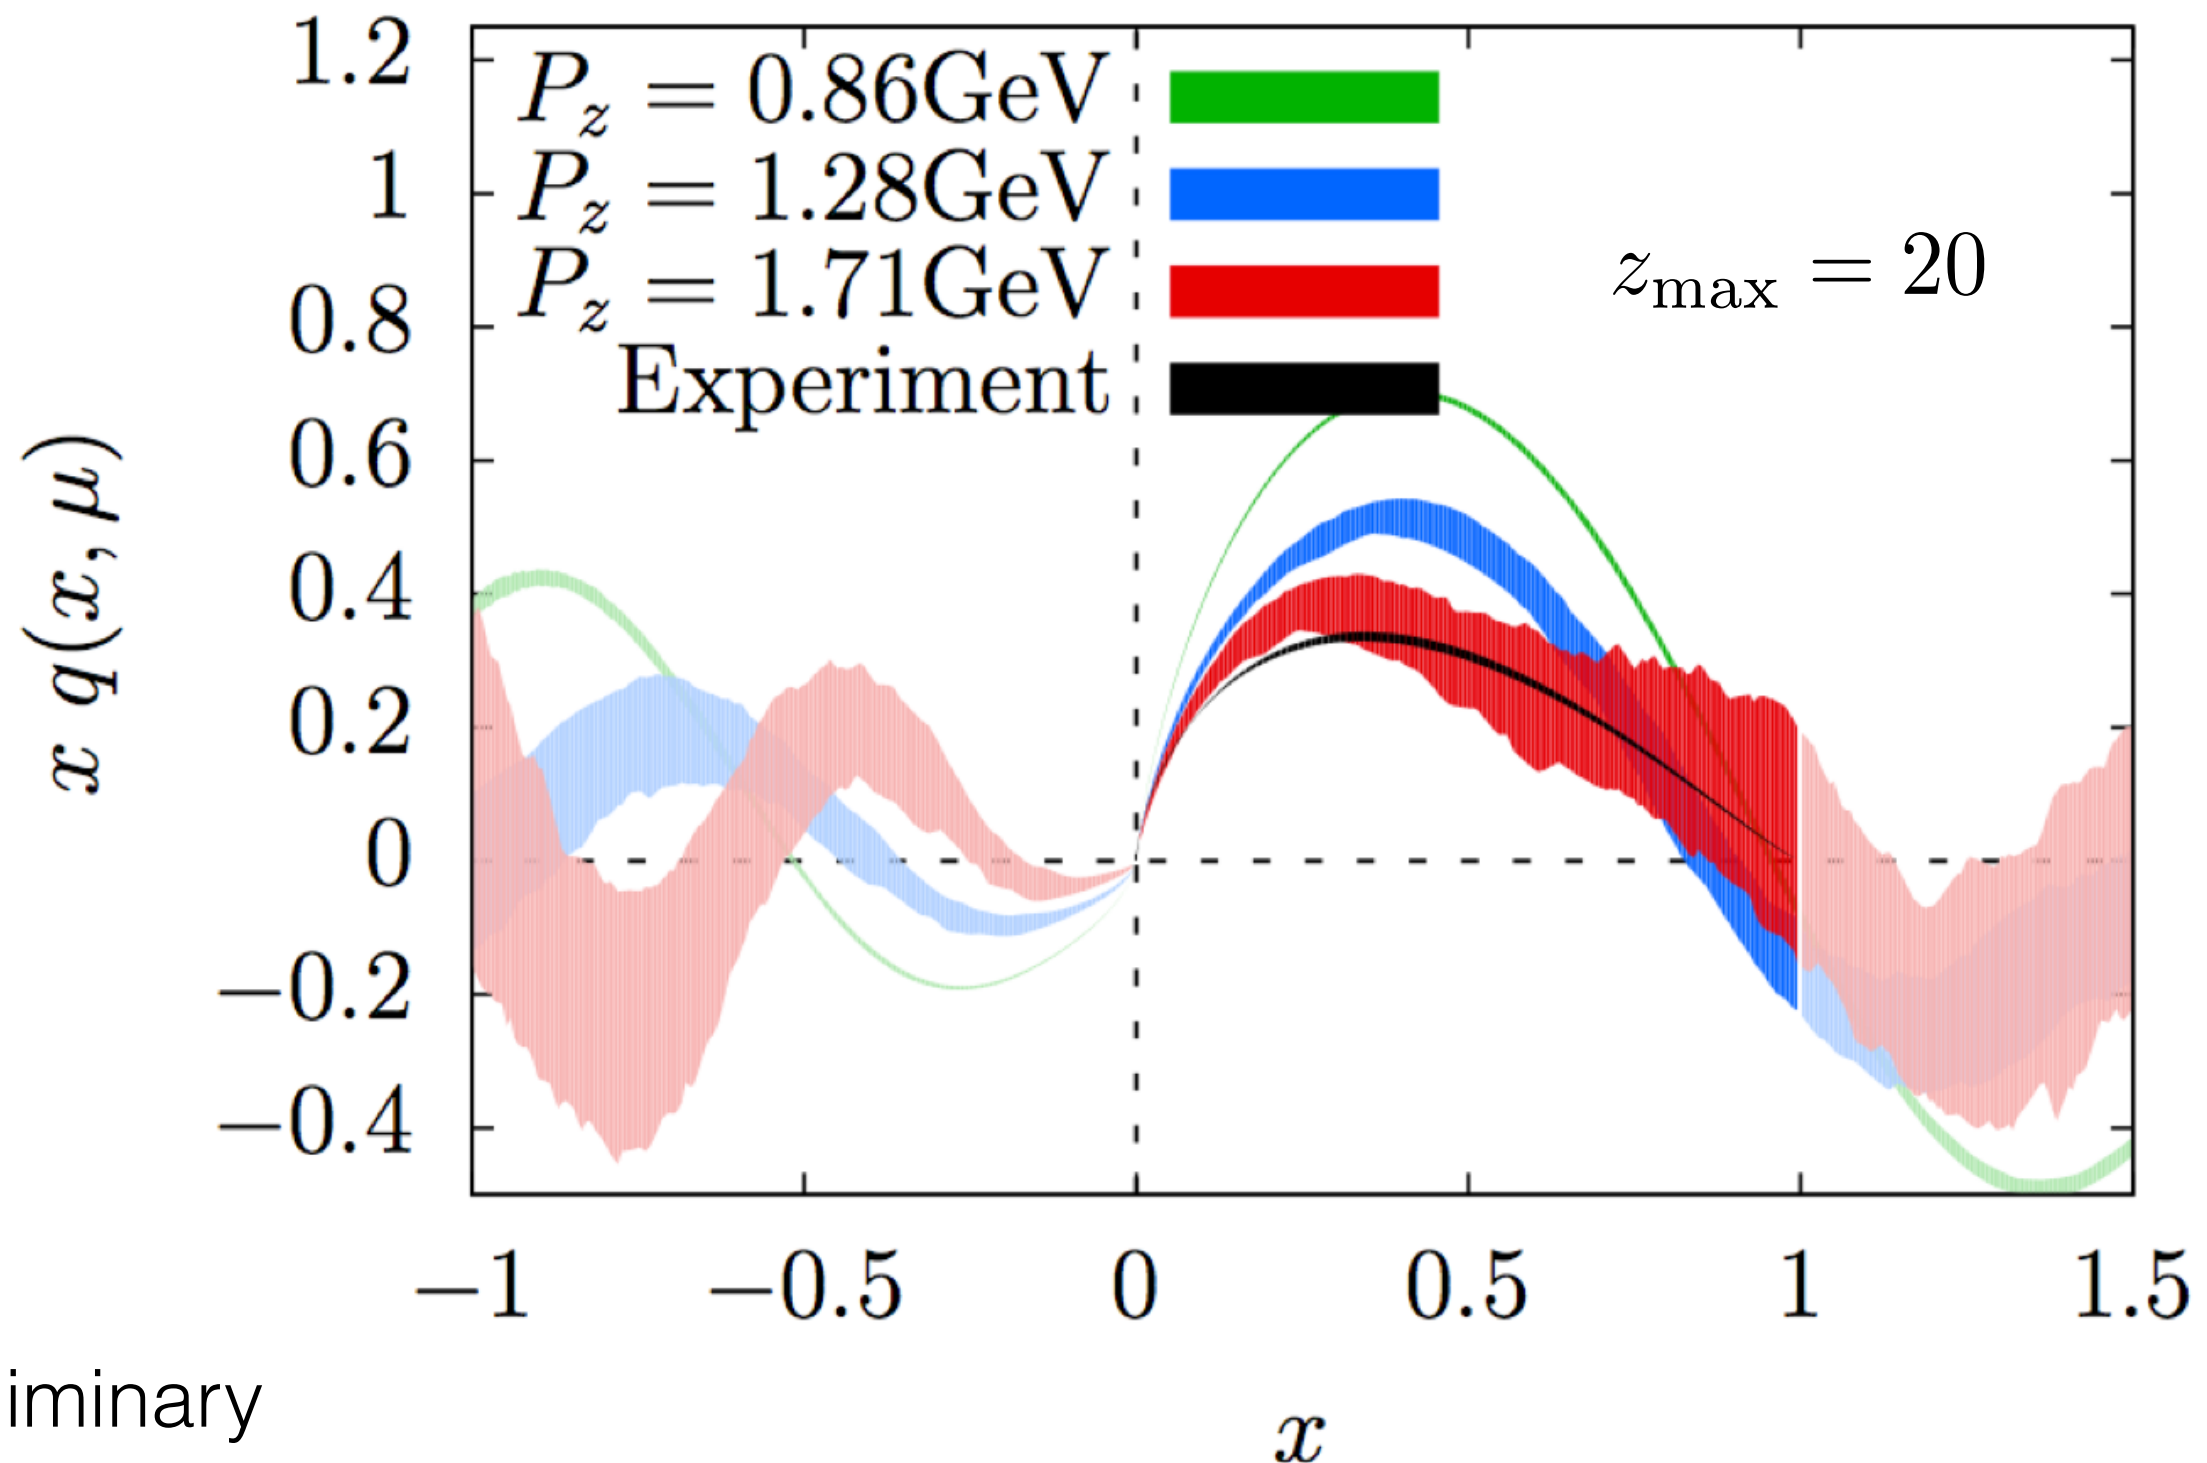 1.2
1
0.8
0.6
0.4
0.2
0
−0.2
−0.4
x q(x, μ)
P_z = 0.86GeV
P_z = 1.28GeV
P_z = 1.71GeV
Experiment
z_max = 20
−1 −0.5 0 0.5 1 1.5
x
iminary